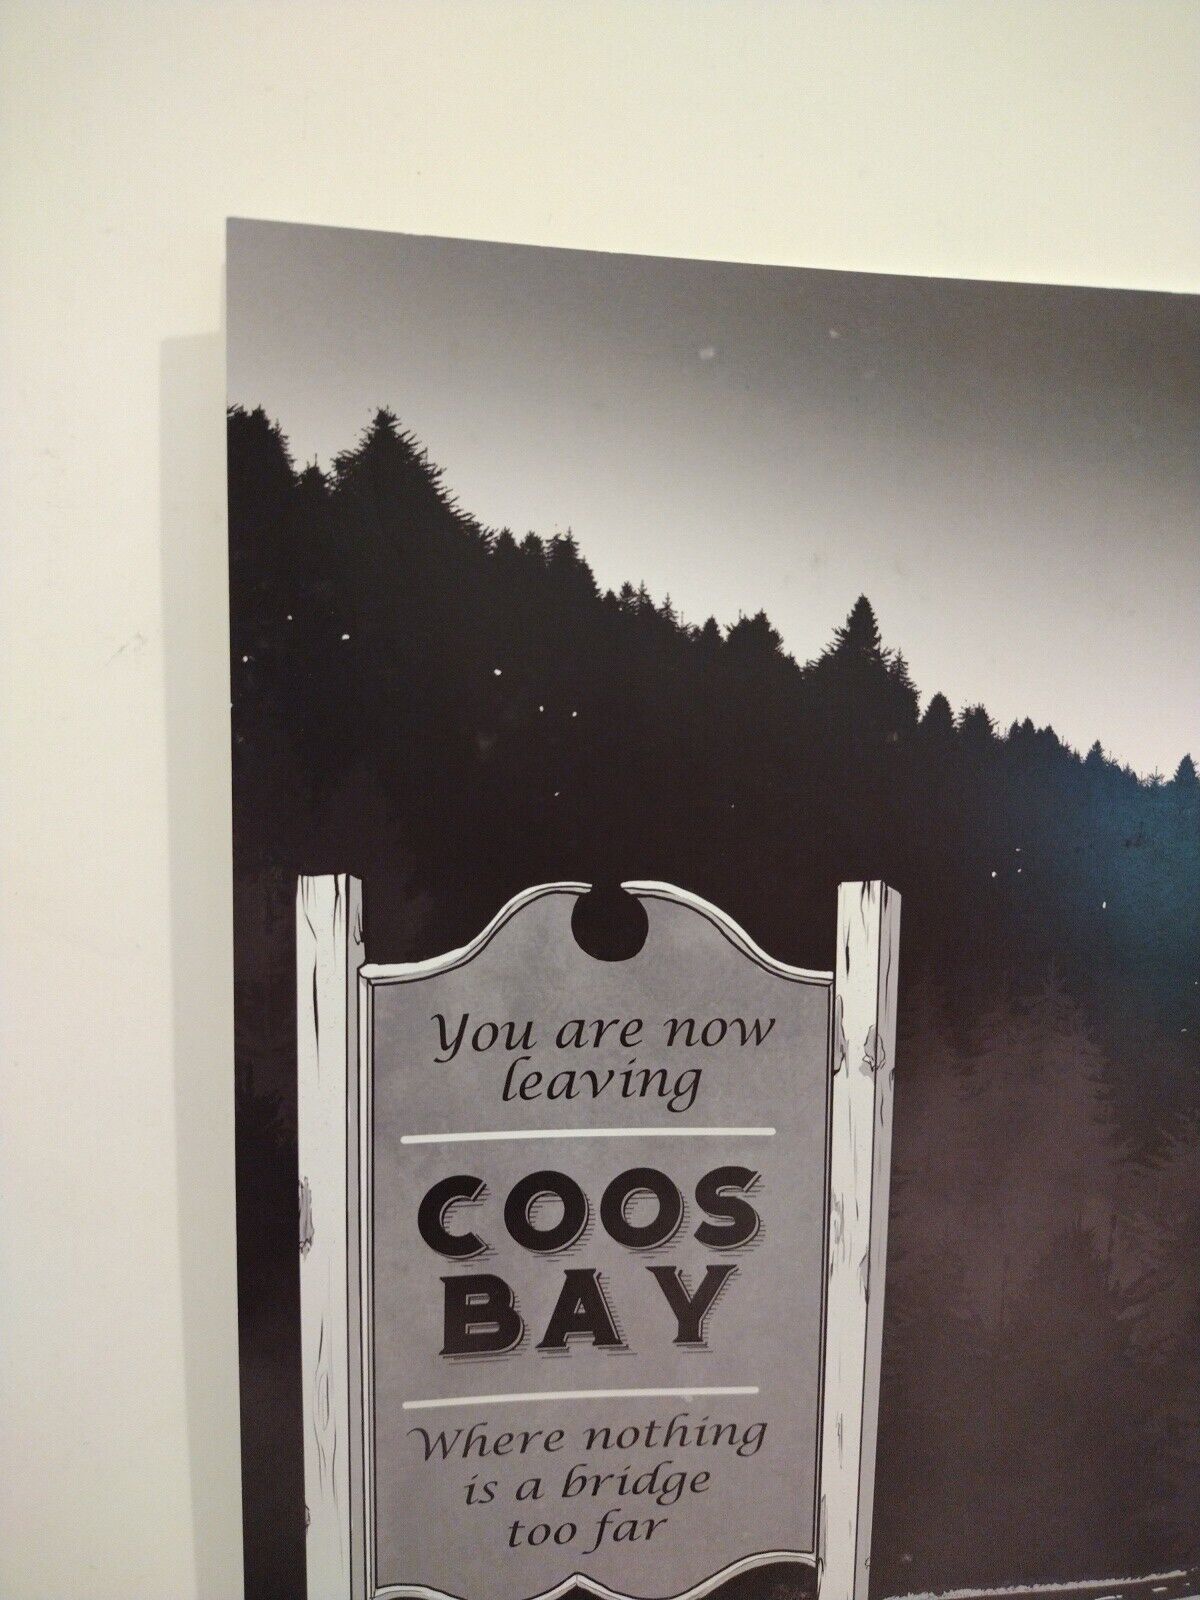 You are now
leaving
COOS
BAY
Where nothing
is a bridge
too far